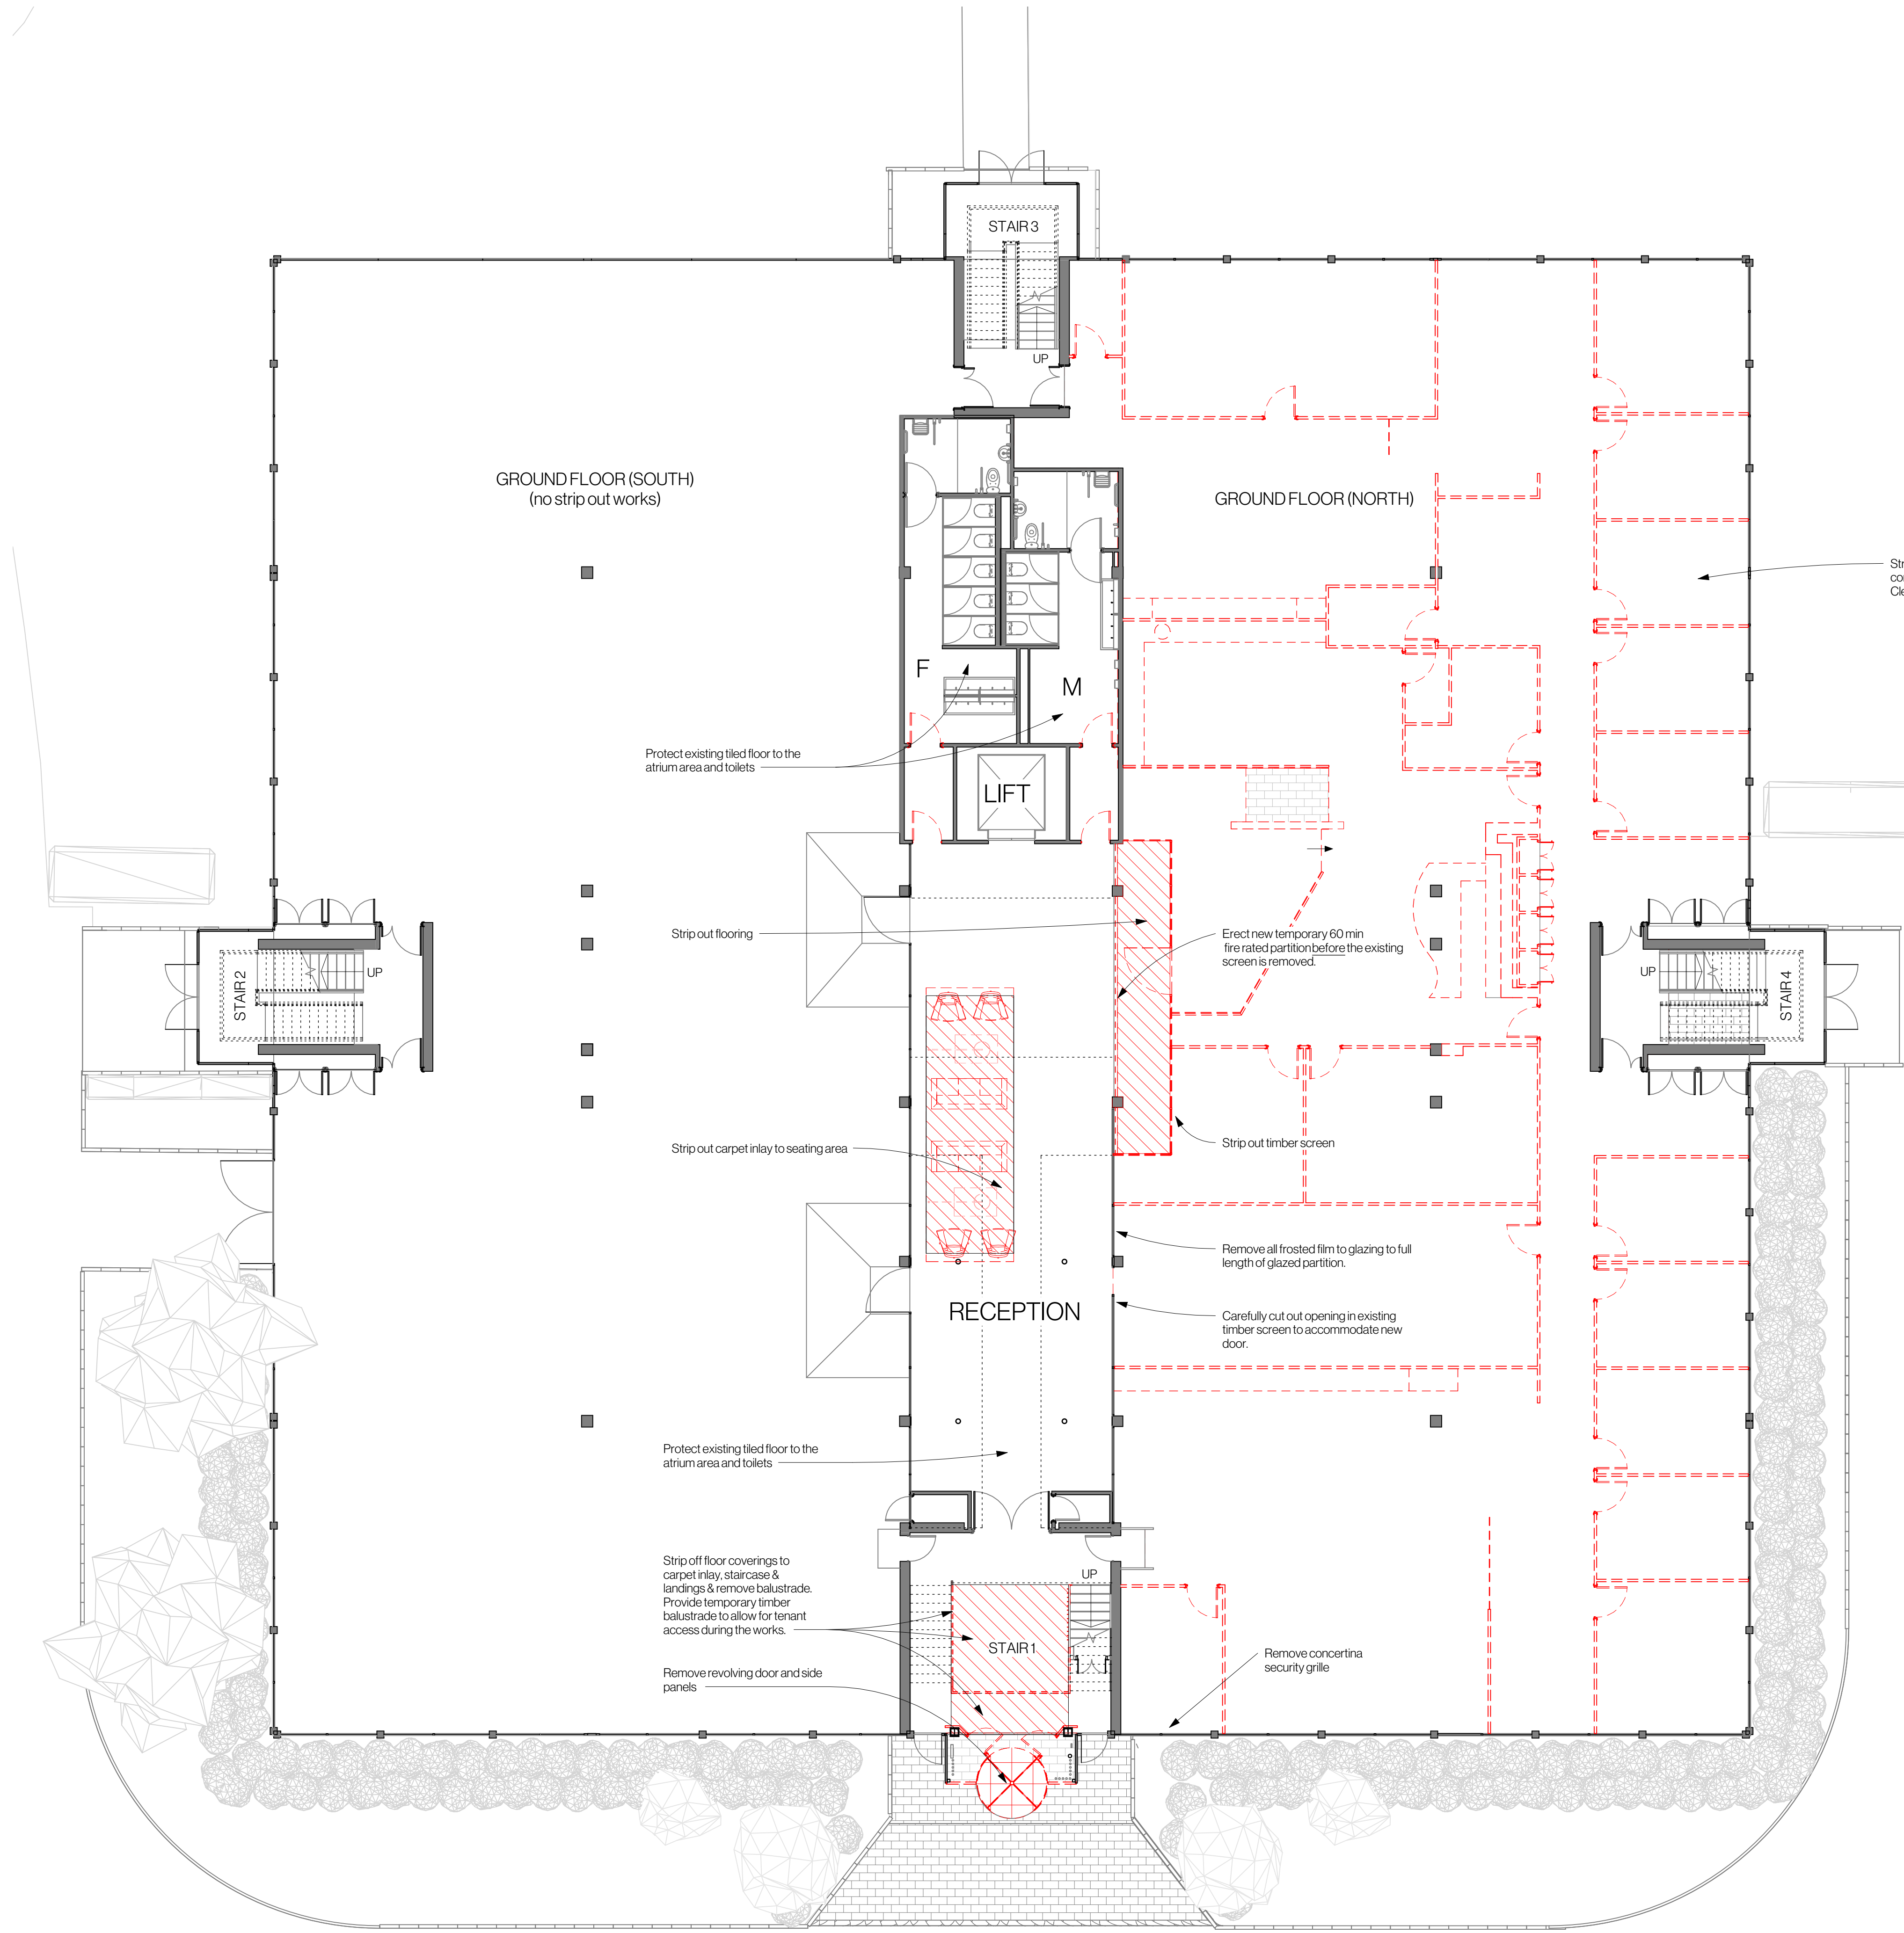 STAIR 3
UP
GROUND FLOOR (SOUTH)
(no strip out works)
GROUND FLOOR (NORTH)
F
M
Protect existing tiled floor to the
atrium area and toilets
LIFT
Strip out flooring
Erect new temporary 60 min
fire rated partition before the existing
screen is removed.
STAIR 2
UP
UP
STAIR 4
Strip out carpet inlay to seating area
Strip out timber screen
Remove all frosted film to glazing to full
length of glazed partition.
RECEPTION
Carefully cut out opening in existing
timber screen to accommodate new
door.
Protect existing tiled floor to the
atrium area and toilets
Strip off floor coverings to
carpet inlay, staircase &
landings & remove balustrade.
Provide temporary timber
balustrade to allow for tenant
access during the works.
UP
STAIR 1
Remove revolving door and side
panels
Remove concertina
security grille